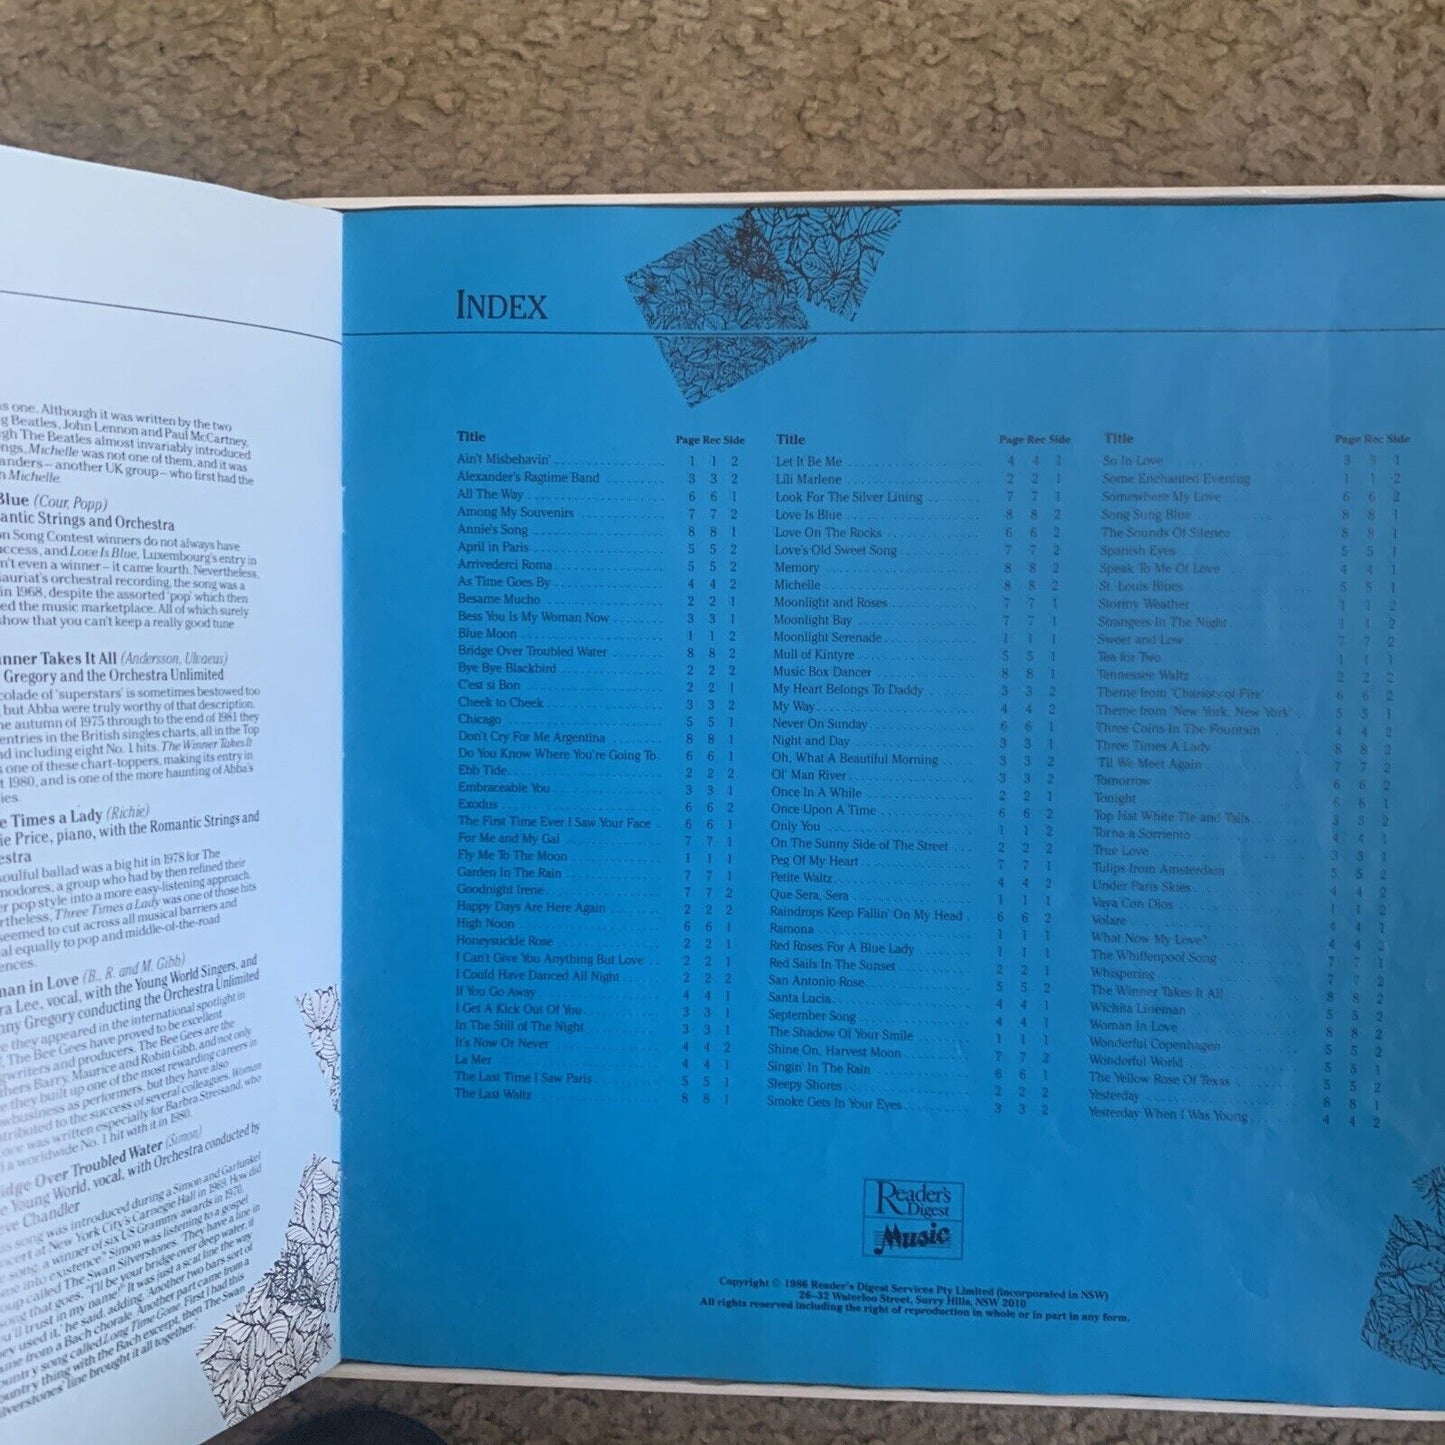 s one. Although it was written by the two
g Beatles, John Lennon and Paul McCartney,
gh The Beatles almost invariably introduced
ngs, Michelle was not one of them, and it was
anders – another UK group – who first had the
n Michelle.
Blue (Cour, Popp)
antic Strings and Orchestra
on Song Contest winners do not always have
ccess, and Love Is Blue, Luxembourg's entry in
n't even a winner – it came fourth. Nevertheless,
auriat's orchestral recording, the song was a
in 1968, despite the assorted 'pop' which then
ed the music marketplace. All of which surely
show that you can't keep a really good tune
nner Takes It All (Andersson, Ulvaeus)
Gregory and the Orchestra Unlimited
colade of 'superstars' is sometimes bestowed too
but Abba were truly worthy of that description.
he autumn of 1975 through to the end of 1981 they
entries in the British singles charts, all in the Top
d including eight No. 1 hits. The Winner Takes It
s one of these chart-toppers, making its entry in
t 1980, and is one of the more haunting of Abba's
ies.
e Times a Lady (Richie)
ie Price, piano, with the Romantic Strings and
estra
oulful ballad was a big hit in 1978 for The
modores, a group who had by then refined their
er pop style into a more easy-listening approach.
rtheless, Three Times a Lady was one of those hits
seemed to cut across all musical barriers and
al equally to pop and middle-of-the-road
ences.
man in Love (B., R. and M. Gibb)
ra Lee, vocal, with the Young World Singers, and
nny Gregory conducting the Orchestra Unlimited
e they appeared in the international spotlight in
The Bee Gees have proved to be excellent
writers and producers. The Bee Gees are the
hers Barry, Maurice and Robin Gibb, and not only
e they built up one of the most rewarding careers in
wbusiness as performers, but they have also
tributed to the success of several colleagues. Woman
ove was written especially for Barbra Streisand, who
d a worldwide No. 1 hit with it in 1980.
idge Over Troubled Water (Simon)
e Young World, vocal, with Orchestra conducted by
eve Chandler
is song was introduced during a Simon and Garfunkel
ncert at New York City's Carnegie Hall in 1969. How did
song, a winner of six US Grammy awards in 1970,
me into existence? Simon was listening to a gospel
oup called The Swan Silverstones. 'They have a line in
song that goes, "I'll be your bridge over deep water, if
ou'll trust in my name." It was just a scat line the way
ey used it,' he said, adding, 'Another two bars sort of
ame from a Bach chorale. Another part came from a
ountry song called Long Time Gone. First I had this
ountry thing with the Bach excerpt, then The Swan
ilverstones' line brought it all together.'
INDEX
Title Page Rec Side
Ain't Misbehavin' 1 1 2
Alexander's Ragtime Band 3 3 2
All The Way 6 6 1
Among My Souvenirs 7 7 2
Annie's Song 8 8 1
April in Paris 5 5 2
Arrivederci Roma 5 5 2
As Time Goes By 4 4 2
Besame Mucho 2 2 1
Bess You Is My Woman Now 3 3 1
Blue Moon 1 1 2
Bridge Over Troubled Water 8 8 2
Bye Bye Blackbird 2 2 2
C'est si Bon 2 2 1
Cheek to Cheek 3 3 2
Chicago 5 5 1
Don't Cry For Me Argentina 8 8 1
Do You Know Where You're Going To 6 6 1
Ebb Tide 2 2 2
Embraceable You 3 3 1
Exodus 6 6 2
The First Time Ever I Saw Your Face 6 6 1
For Me and My Gal 7 7 1
Fly Me To The Moon 1 1 1
Garden In The Rain 7 7 1
Goodnight Irene 7 7 2
Happy Days Are Here Again 2 2 2
High Noon 6 6 1
Honeysuckle Rose 2 2 1
I Can't Give You Anything But Love 2 2 1
I Could Have Danced All Night 2 2 2
If You Go Away 4 4 1
I Get A Kick Out Of You 3 3 1
In The Still of The Night 3 3 1
It's Now Or Never 4 4 2
La Mer 4 4 1
The Last Time I Saw Paris 5 5 1
The Last Waltz 8 8 1
Title Page Rec Side
Let It Be Me 4 4 1
Lili Marlene 2 2 1
Look For The Silver Lining 7 7 1
Love Is Blue 8 8 2
Love On The Rocks 6 6 2
Love's Old Sweet Song 7 7 2
Memory 8 8 2
Michelle 8 8 2
Moonlight and Roses 7 7 1
Moonlight Bay 7 7 1
Moonlight Serenade 1 1 1
Mull of Kintyre 5 5 1
Music Box Dancer 8 8 1
My Heart Belongs To Daddy 3 3 2
My Way 4 4 2
Never On Sunday 6 6 1
Night and Day 3 3 1
Oh, What A Beautiful Morning 3 3 2
Ol' Man River 3 3 2
Once In A While 2 2 1
Once Upon A Time 6 6 2
Only You 1 1 2
On The Sunny Side of The Street 2 2 2
Peg Of My Heart 7 7 1
Petite Waltz 4 4 2
Que Sera, Sera 1 1 1
Raindrops Keep Fallin' On My Head 6 6 2
Ramona 1 1 1
Red Roses For A Blue Lady 1 1 1
Red Sails In The Sunset 2 2 1
San Antonio Rose 5 5 2
Santa Lucia 4 4 1
September Song 4 4 1
The Shadow Of Your Smile 1 1 1
Shine On, Harvest Moon 7 7 2
Singin' In The Rain 6 6 1
Sleepy Shores 2 2 2
Smoke Gets In Your Eyes 3 3 2
Title Page Rec Side
So In Love 3 3 1
Some Enchanted Evening 1 1 2
Somewhere My Love 6 6 2
Song Sung Blue 8 8 1
The Sounds Of Silence 8 8 1
Spanish Eyes 5 5 1
Speak To Me Of Love 4 4 1
St. Louis Blues 5 5 1
Stormy Weather 1 1 2
Strangers In The Night 1 1 2
Sweet and Low 7 7 2
Tea for Two 1 1 1
Tennessee Waltz 2 2 2
Theme from 'Chariots of Fire' 6 6 2
Theme from 'New York, New York' 5 5 1
Three Coins In The Fountain 4 4 2
Three Times A Lady 8 8 2
'Til We Meet Again 7 7 2
Tomorrow 6 6 2
Tonight 6 6 1
Top Hat White Tie and Tails 3 3 2
Torna a Sorriento 4 4 1
True Love 3 3 1
Tulips from Amsterdam 5 5 2
Under Paris Skies 4 4 2
Vaya Con Dios 1 1 2
Volare 4 4 2
What Now My Love" 4 4 1
The Whiffenpoof Song 7 7 1
Whispering 7 7 2
The Winner Takes It All 8 8 2
Wichita Lineman 5 5 2
Woman In Love 8 8 2
Wonderful Copenhagen 5 5 2
Wonderful World 5 5 1
The Yellow Rose Of Texas 5 5 2
Yesterday 8 8 1
Yesterday When I Was Young 4 4 2
Reader's
Digest
Music
Copyright © 1986 Reader's Digest Services Pty Limited (incorporated in NSW)
26–32 Waterloo Street, Surry Hills, NSW 2010
All rights reserved including the right of reproduction in whole or in part in any form.